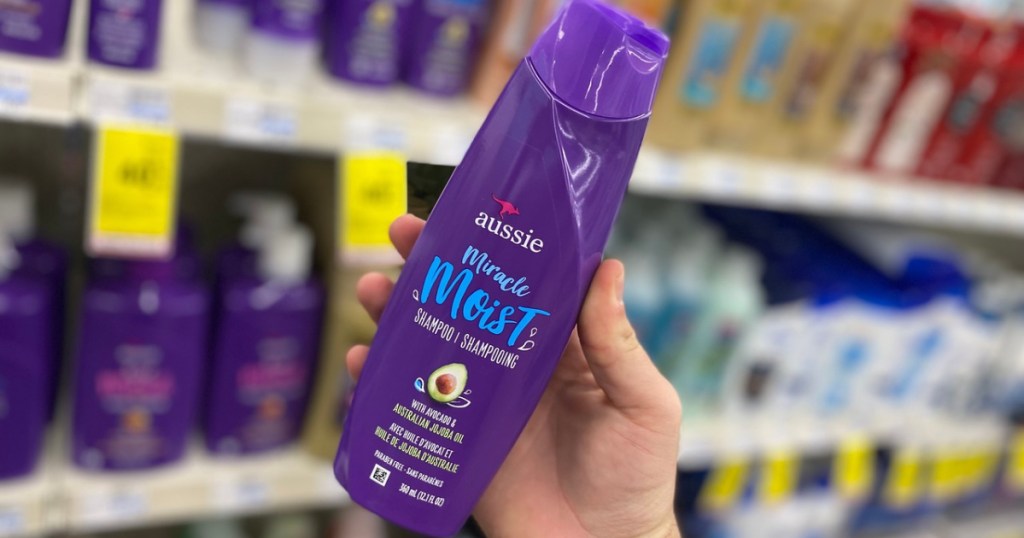 aussie
Miracle
Moist
SHAMPOO | SHAMPOOING
WITH AVOCADO &
AUSTRALIAN JOJOBA OIL
AVEC HUILE D'AVOCAT ET
HUILE DE JOJOBA D'AUSTRALIE
PARABEN FREE · SANS PARABÈNES
360 mL (12.1 FL OZ)